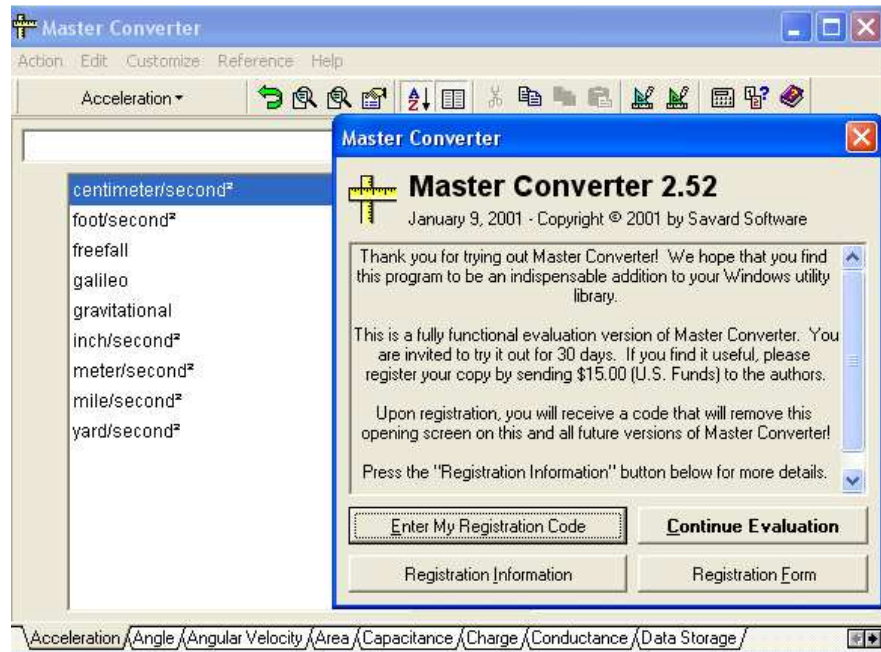 Master Converter
Action Edit Customize Reference Help
Acceleration
centimeter/second²
foot/second²
freefall
galileo
gravitational
inch/second²
meter/second²
mile/second²
yard/second²
Master Converter
Master Converter 2.52
January 9, 2001 - Copyright © 2001 by Savard Software
Thank you for trying out Master Converter! We hope that you find
this program to be an indispensable addition to your Windows utility
library.
This is a fully functional evaluation version of Master Converter. You
are invited to try it out for 30 days. If you find it useful, please
register your copy by sending $15.00 (U.S. Funds) to the authors.
Upon registration, you will receive a code that will remove this
opening screen on this and all future versions of Master Converter!
Press the "Registration Information" button below for more details.
Enter My Registration Code
Continue Evaluation
Registration Information
Registration Form
Acceleration Angle Angular Velocity Area Capacitance Charge Conductance Data Storage